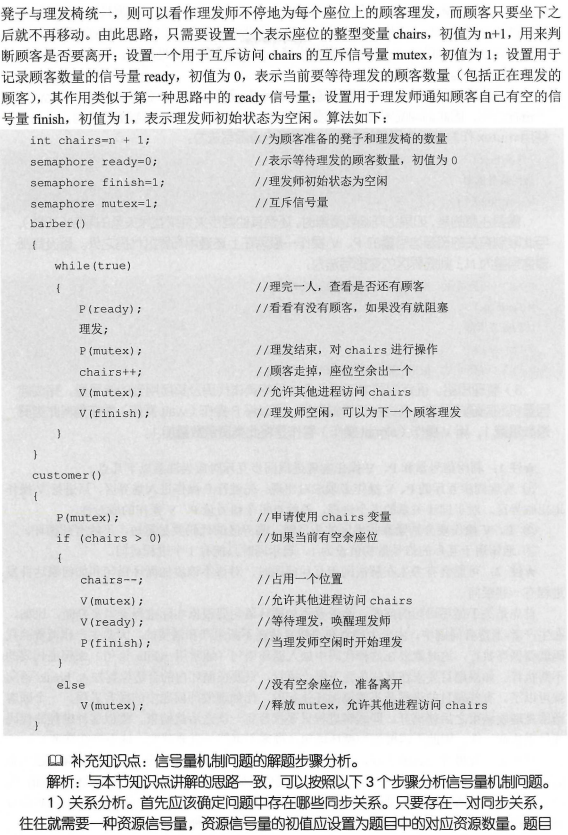 凳子与理发椅统一，则可以看作理发师不停地为每个座位上的顾客理发，而顾客只要坐下之
后就不再移动。由此思路，只需要设置一个表示座位的整型变量 chairs，初值为 n+1，用来判
断顾客是否要离开；设置一个用于互斥访问 chairs 的互斥信号量 mutex，初值为 1；设置用于
记录顾客数量的信号量 ready，初值为 0，表示当前要等待理发的顾客数量（包括正在理发的
顾客），其作用类似于第一种思路中的 ready 信号量；设置用于理发师通知顾客自己有空的信
号量 finish，初值为 1，表示理发师初始状态为空闲。算法如下：
int chairs=n + 1; //为顾客准备的凳子和理发椅的数量
semaphore ready=0; //表示等待理发的顾客数量，初值为 0
semaphore finish=1; //理发师初始状态为空闲
semaphore mutex=1; //互斥信号量
barber()
{
while(true)
{ //理完一人，查看是否还有顾客
P(ready); //看看有没有顾客，如果没有就阻塞
理发;
P(mutex); //理发结束，对 chairs 进行操作
chairs++; //顾客走掉，座位空余出一个
V(mutex); //允许其他进程访问 chairs
V(finish); //理发师空闲，可以为下一个顾客理发
}
}
customer()
{
P(mutex); //申请使用 chairs 变量
if (chairs > 0) //如果当前有空余座位
{
chairs--; //占用一个位置
V(mutex); //允许其他进程访问 chairs
V(ready); //等待理发，唤醒理发师
P(finish); //当理发师空闲时开始理发
}
else //没有空余座位，准备离开
V(mutex); //释放 mutex，允许其他进程访问 chairs
}
补充知识点：信号量机制问题的解题步骤分析。
解析：与本节知识点讲解的思路一致，可以按照以下 3 个步骤分析信号量机制问题。
1）关系分析。首先应该确定问题中存在哪些同步关系。只要存在一对同步关系，
往往就需要一种资源信号量，资源信号量的初值应设置为题目中的对应资源数量。题目